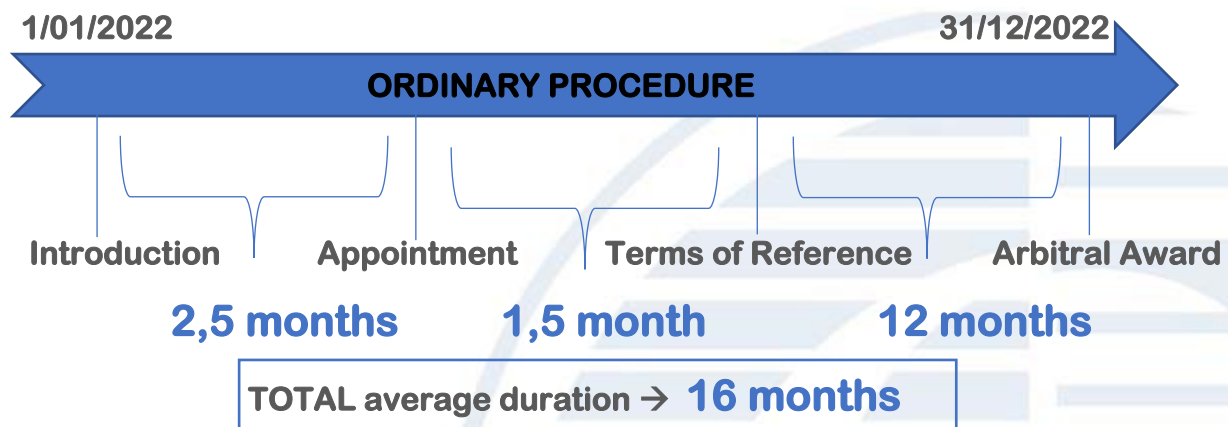 1/01/2022 31/12/2022
ORDINARY PROCEDURE
Introduction Appointment Terms of Reference Arbitral Award
2,5 months 1,5 month 12 months
TOTAL average duration → 16 months